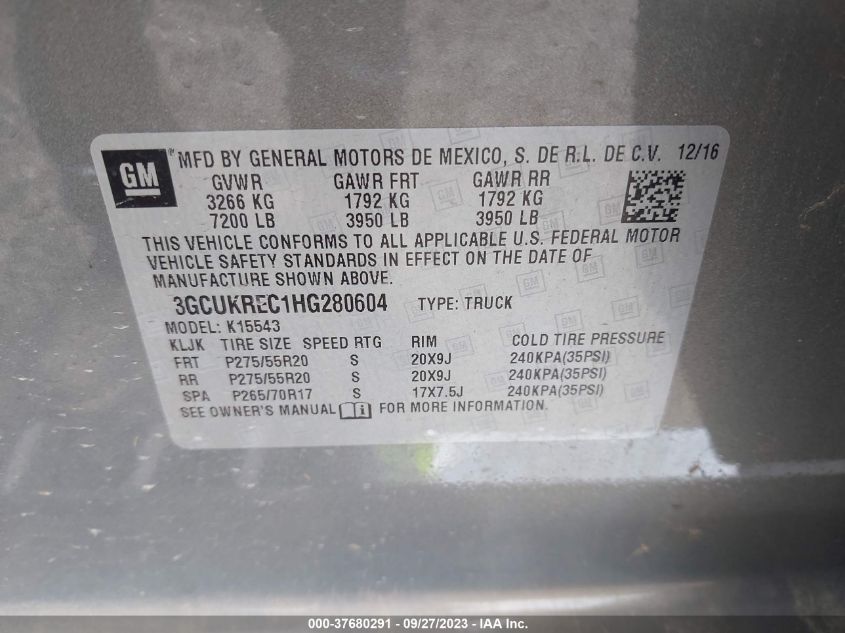 GM ® MFD BY GENERAL MOTORS DE MEXICO, S. DE R.L. DE C.V. 12/16
GVWR GAWR FRT GAWR RR
3266 KG 1792 KG 1792 KG
7200 LB 3950 LB 3950 LB
THIS VEHICLE CONFORMS TO ALL APPLICABLE U.S. FEDERAL MOTOR
VEHICLE SAFETY STANDARDS IN EFFECT ON THE DATE OF
MANUFACTURE SHOWN ABOVE.
3GCUKREC1HG280604 TYPE: TRUCK
MODEL: K15543
KLJK TIRE SIZE SPEED RTG RIM COLD TIRE PRESSURE
FRT P275/55R20 S 20X9J 240KPA(35PSI)
RR P275/55R20 S 20X9J 240KPA(35PSI)
SPA P265/70R17 S 17X7.5J 240KPA(35PSI)
SEE OWNER'S MANUAL FOR MORE INFORMATION.
000-37680291 - 09/27/2023 - IAA Inc.